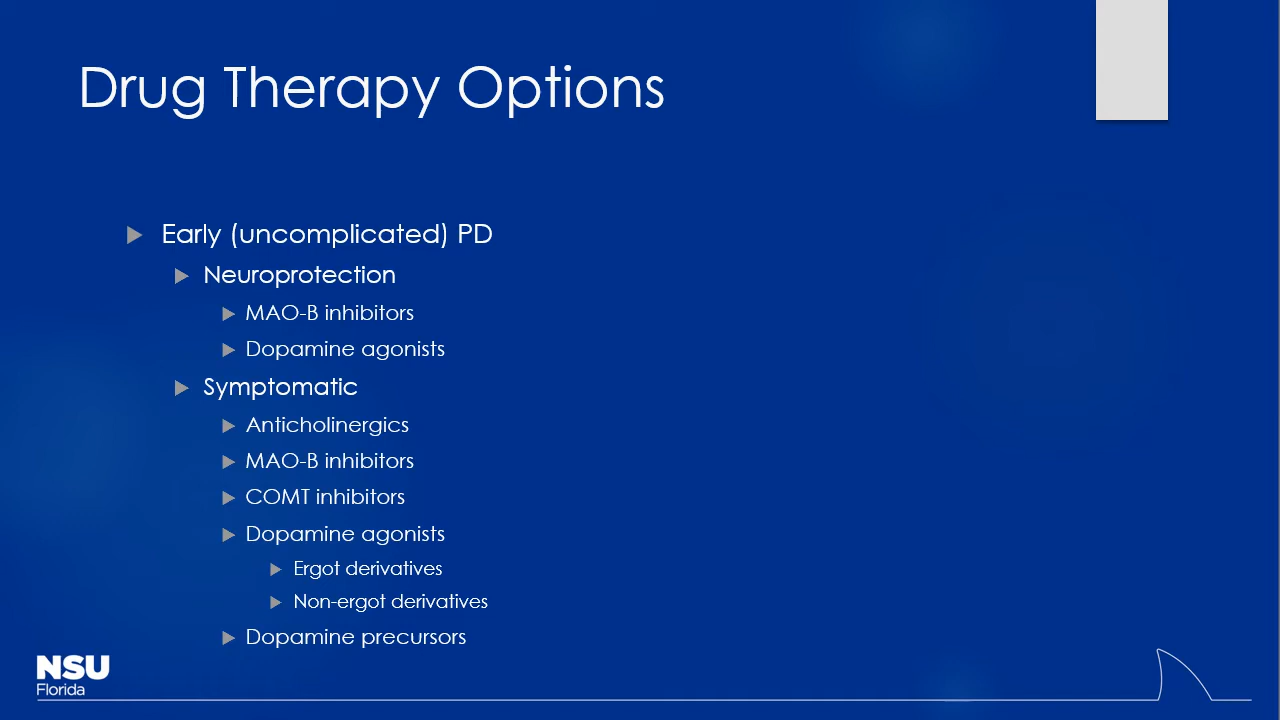 Drug Therapy Options
Early (uncomplicated) PD
Neuroprotection
MAO-B inhibitors
Dopamine agonists
Symptomatic
Anticholinergics
MAO-B inhibitors
COMT inhibitors
Dopamine agonists
Ergot derivatives
Non-ergot derivatives
Dopamine precursors
NSU
Florida